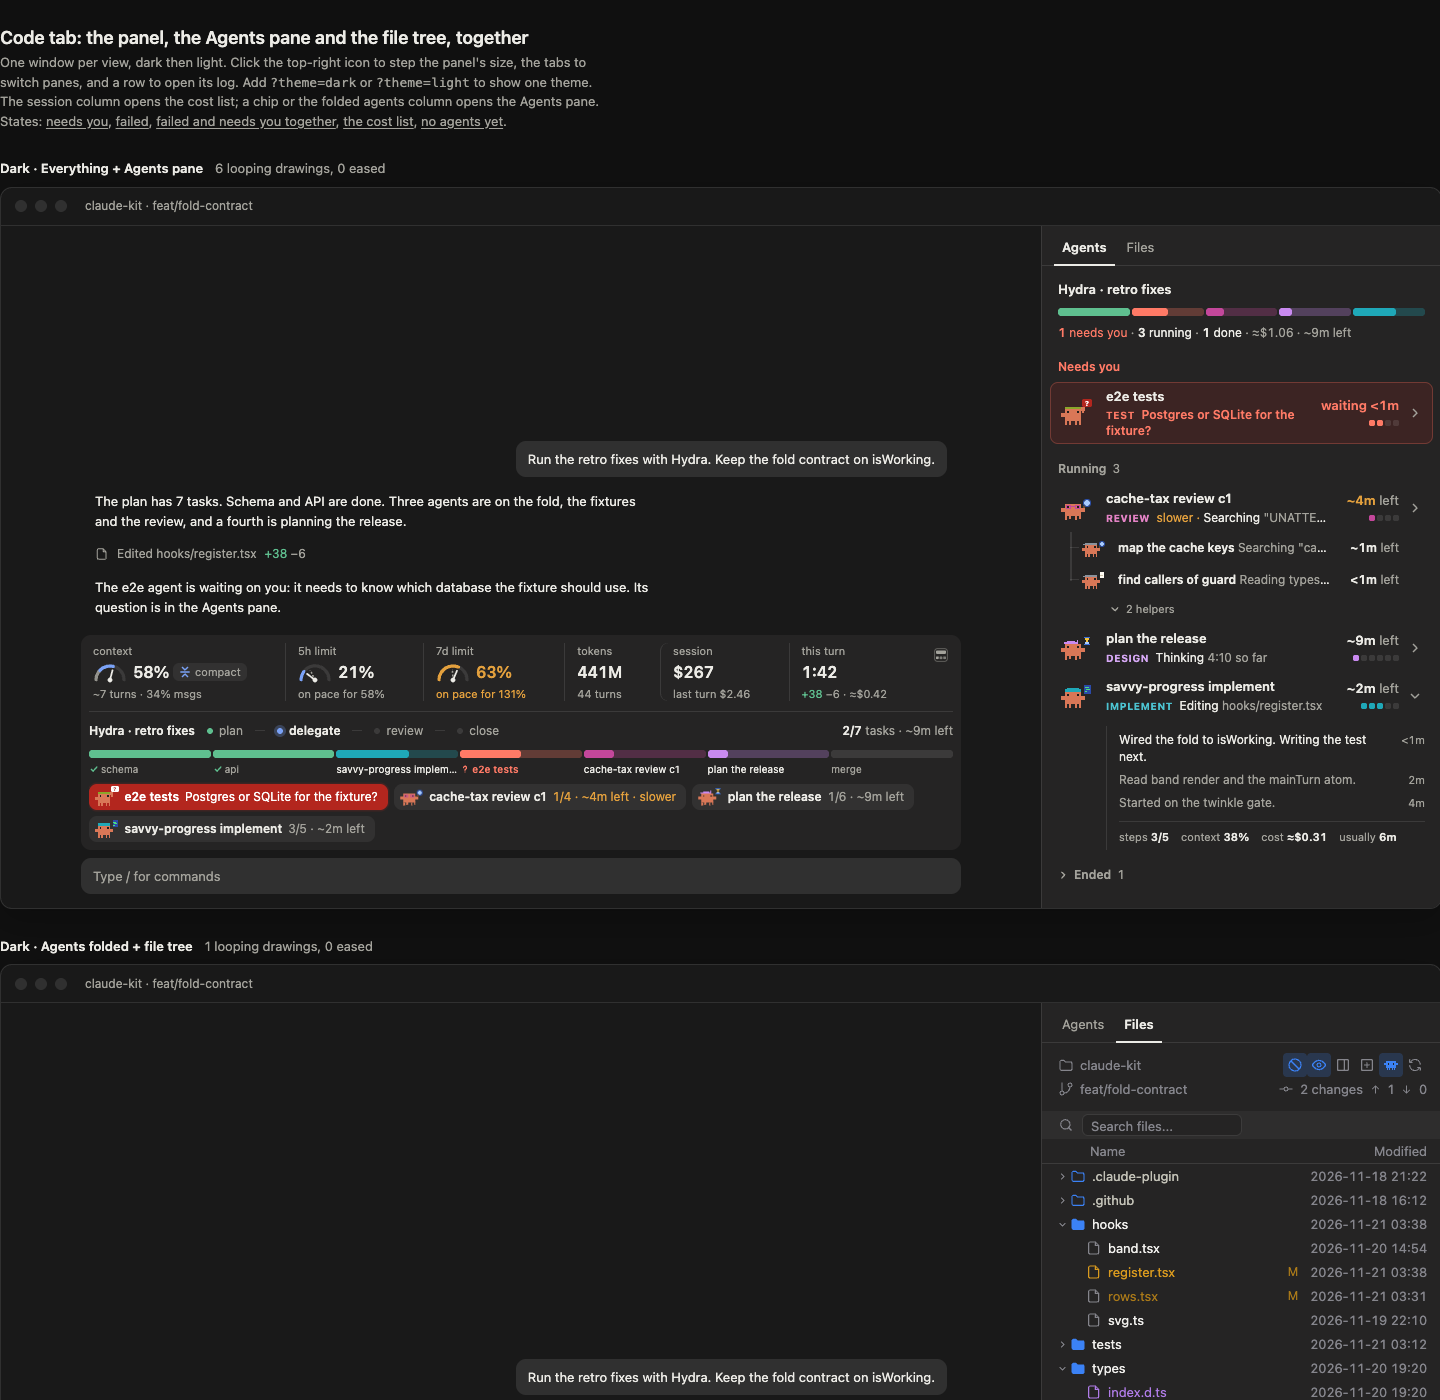 Code tab: the panel, the Agents pane and the file tree, together
One window per view, dark then light. Click the top-right icon to step the panel's size, the tabs to
switch panes, and a row to open its log. Add ?theme=dark or ?theme=light to show one theme.
The session column opens the cost list; a chip or the folded agents column opens the Agents pane.
States: needs you, failed, failed and needs you together, the cost list, no agents yet.
Dark · Everything + Agents pane 6 looping drawings, 0 eased
claude-kit · feat/fold-contract
Run the retro fixes with Hydra. Keep the fold contract on isWorking.
The plan has 7 tasks. Schema and API are done. Three agents are on the fold, the fixtures
and the review, and a fourth is planning the release.
Edited hooks/register.tsx +38 −6
The e2e agent is waiting on you: it needs to know which database the fixture should use. Its
question is in the Agents pane.
context 5h limit 7d limit tokens session this turn
58% compact 21% 63% 441M $267 1:42
~7 turns · 34% msgs on pace for 58% on pace for 131% 44 turns last turn $2.46 +38 −6 · ≈$0.42
Hydra · retro fixes plan delegate review close 2/7 tasks · ~9m left
✓ schema ✓ api savvy-progress implem... ? e2e tests cache-tax review c1 plan the release merge
e2e tests Postgres or SQLite for the fixture? cache-tax review c1 1/4 · ~4m left · slower plan the release 1/6 · ~9m left
savvy-progress implement 3/5 · ~2m left
Type / for commands
Agents Files
Hydra · retro fixes
1 needs you · 3 running · 1 done · ≈$1.06 · ~9m left
Needs you
e2e tests
waiting <1m
TEST Postgres or SQLite for the
fixture?
Running 3
cache-tax review c1 ~4m left
REVIEW slower · Searching "UNATTE...
map the cache keys Searching "ca... ~1m left
find callers of guard Reading types... <1m left
2 helpers
plan the release ~9m left
DESIGN Thinking 4:10 so far
savvy-progress implement ~2m left
IMPLEMENT Editing hooks/register.tsx
Wired the fold to isWorking. Writing the test <1m
next.
Read band render and the mainTurn atom. 2m
Started on the twinkle gate. 4m
steps 3/5 context 38% cost ≈$0.31 usually 6m
Ended 1
Dark · Agents folded + file tree 1 looping drawings, 0 eased
claude-kit · feat/fold-contract
Run the retro fixes with Hydra. Keep the fold contract on isWorking.
Agents Files
claude-kit
feat/fold-contract 2 changes ↑ 1 ↓ 0
Search files...
Name Modified
.claude-plugin 2026-11-18 21:22
.github 2026-11-18 16:12
hooks 2026-11-21 03:38
band.tsx 2026-11-20 14:54
register.tsx M 2026-11-21 03:38
rows.tsx M 2026-11-21 03:31
svg.ts 2026-11-19 22:10
tests 2026-11-21 03:12
types 2026-11-20 19:20
index.d.ts 2026-11-20 19:20